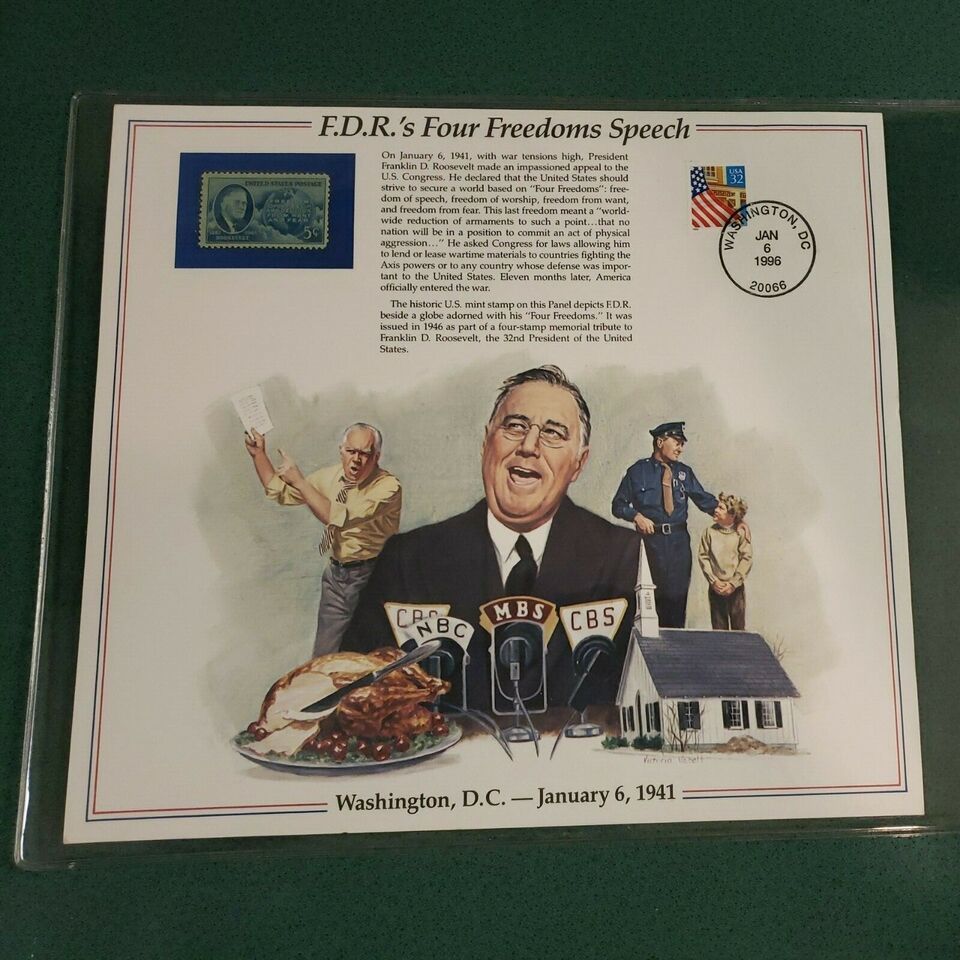 F.D.R.'s Four Freedoms Speech
On January 6, 1941, with war tensions high, President
Franklin D. Roosevelt made an impassioned appeal to the
U.S. Congress. He declared that the United States should
strive to secure a world based on "Four Freedoms": free-
dom of speech, freedom of worship, freedom from want,
and freedom from fear. This last freedom meant a "world-
wide reduction of armaments to such a point...that no
nation will be in a position to commit an act of physical
aggression..." He asked Congress for laws allowing him
to lend or lease wartime materials to countries fighting the
Axis powers or to any country whose defense was impor-
tant to the United States. Eleven months later, America
officially entered the war.
The historic U.S. mint stamp on this Panel depicts F.D.R.
beside a globe adorned with his "Four Freedoms." It was
issued in 1946 as part of a four-stamp memorial tribute to
Franklin D. Roosevelt, the 32nd President of the United
States.
UNITED STATES POSTAGE
ROOSEVELT
5¢
USA
32
WASHINGTON, DC
JAN
6
1996
20066
CBS
NBC
MBS
CBS
Washington, D.C. — January 6, 1941